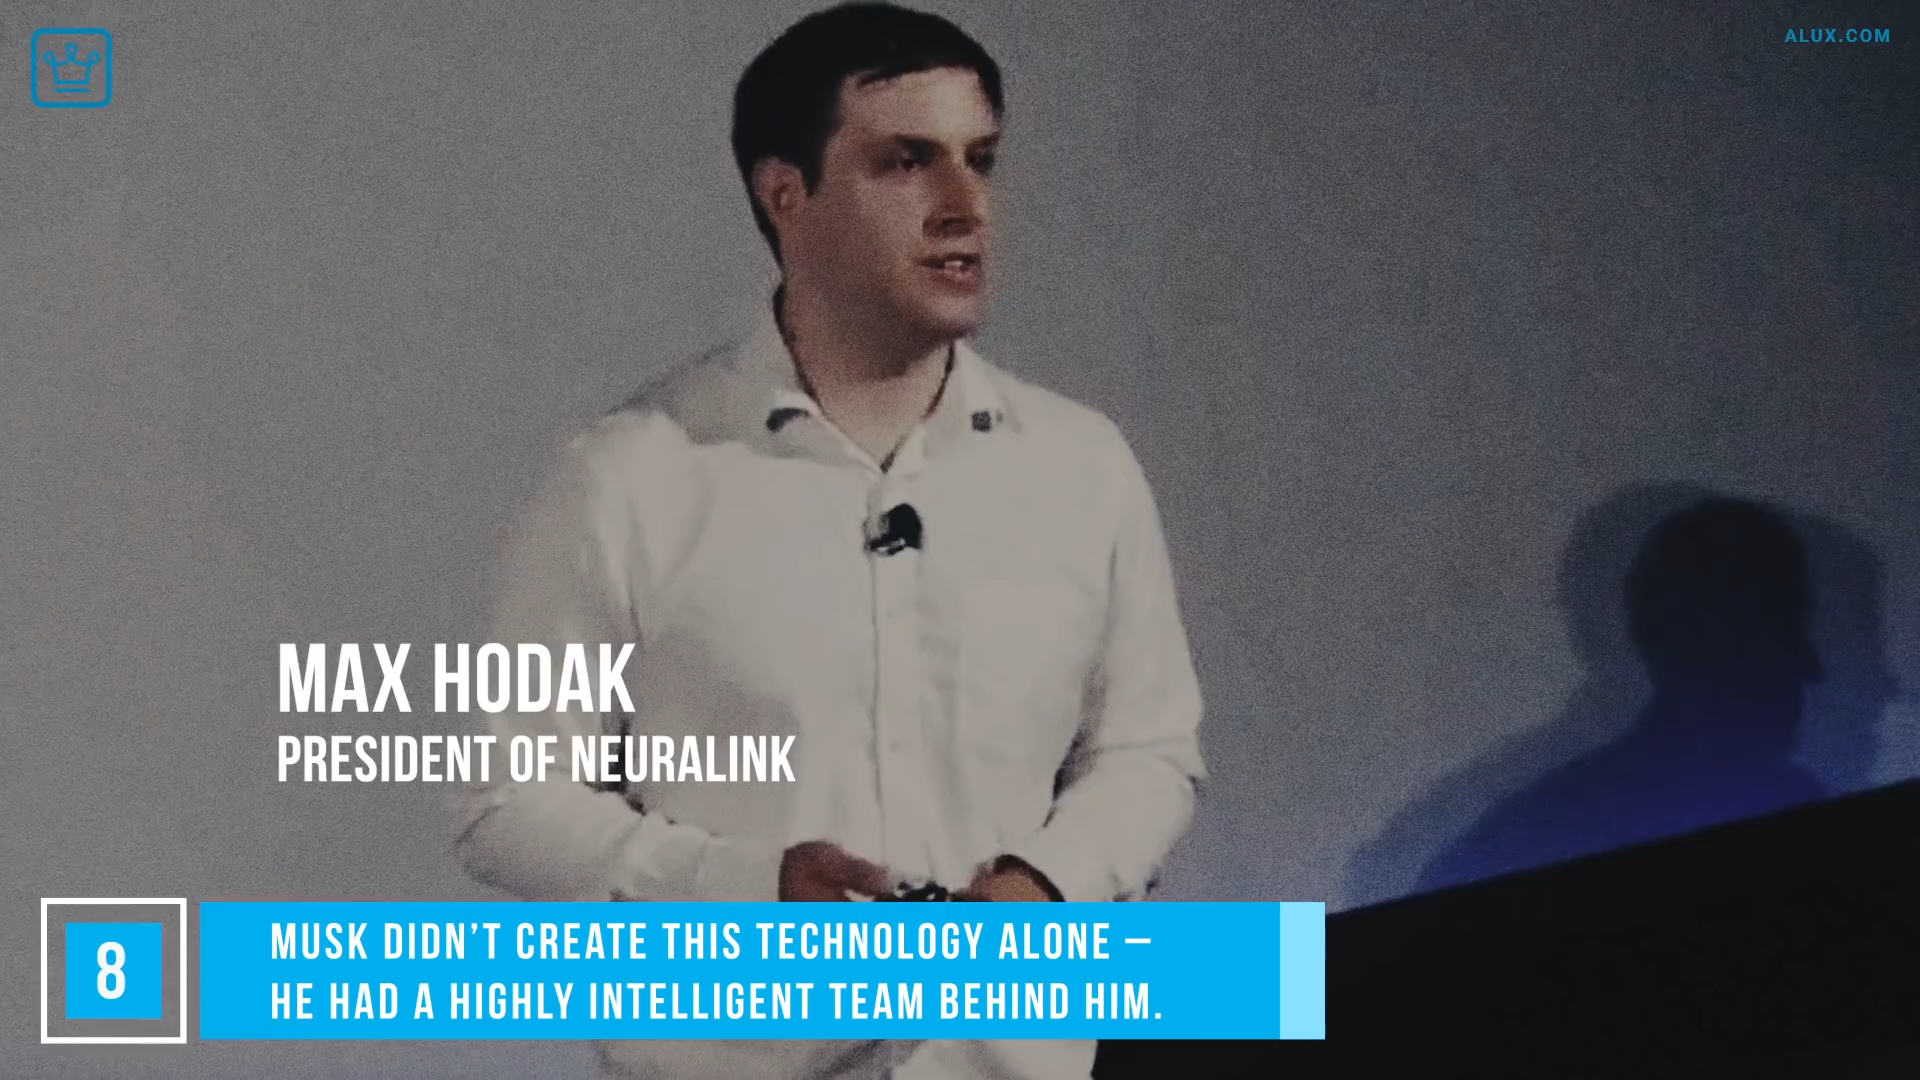 ALUX.COM
MAX HODAK
PRESIDENT OF NEURALINK
8
MUSK DIDN’T CREATE THIS TECHNOLOGY ALONE –
HE HAD A HIGHLY INTELLIGENT TEAM BEHIND HIM.